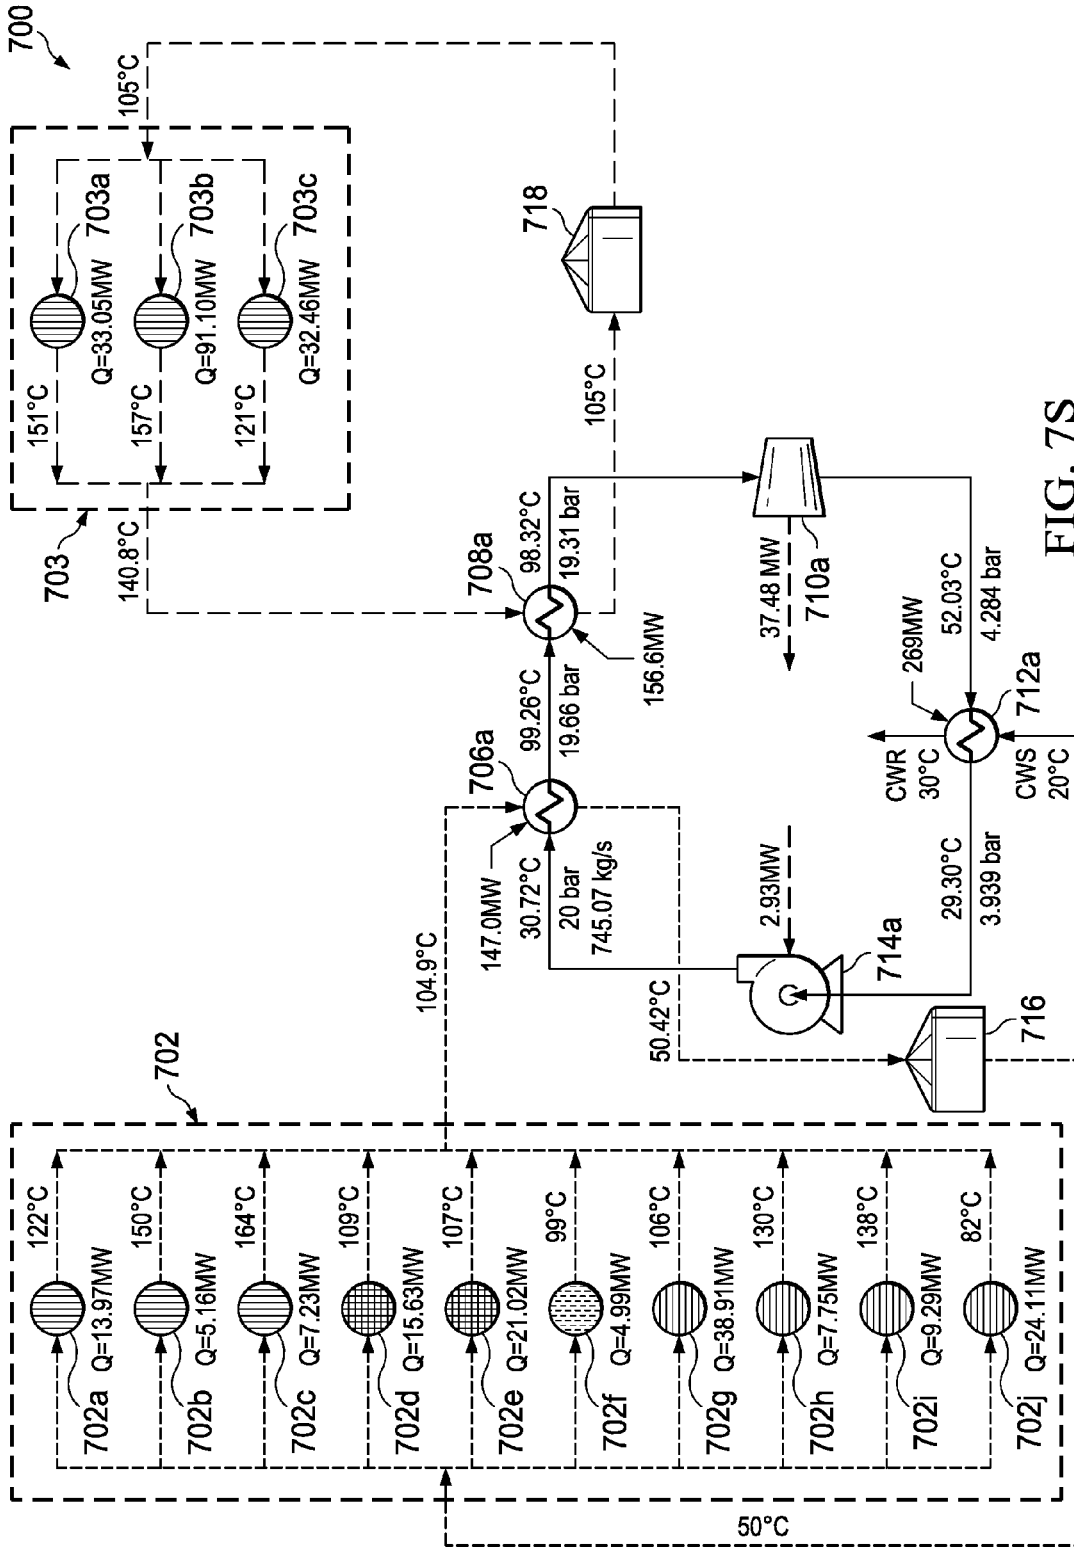 700
703
105°C
151°C
703a
Q=33.05MW
157°C
703b
Q=91.10MW
121°C
703c
Q=32.46MW
140.8°C
718
105°C
708a
98.32°C
19.31 bar
156.6MW
99.26°C
19.66 bar
706a
147.0MW
30.72°C
20 bar
745.07 kg/s
37.48 MW
710a
52.03°C
4.284 bar
269MW
712a
CWR
30°C
CWS
20°C
29.30°C
3.939 bar
2.93MW
714a
50.42°C
716
104.9°C
702
122°C
702a
Q=13.97MW
150°C
702b
Q=5.16MW
164°C
702c
Q=7.23MW
109°C
702d
Q=15.63MW
107°C
702e
Q=21.02MW
99°C
702f
Q=4.99MW
106°C
702g
Q=38.91MW
130°C
702h
Q=7.75MW
138°C
702i
Q=9.29MW
82°C
702j
Q=24.11MW
50°C
FIG. 7S